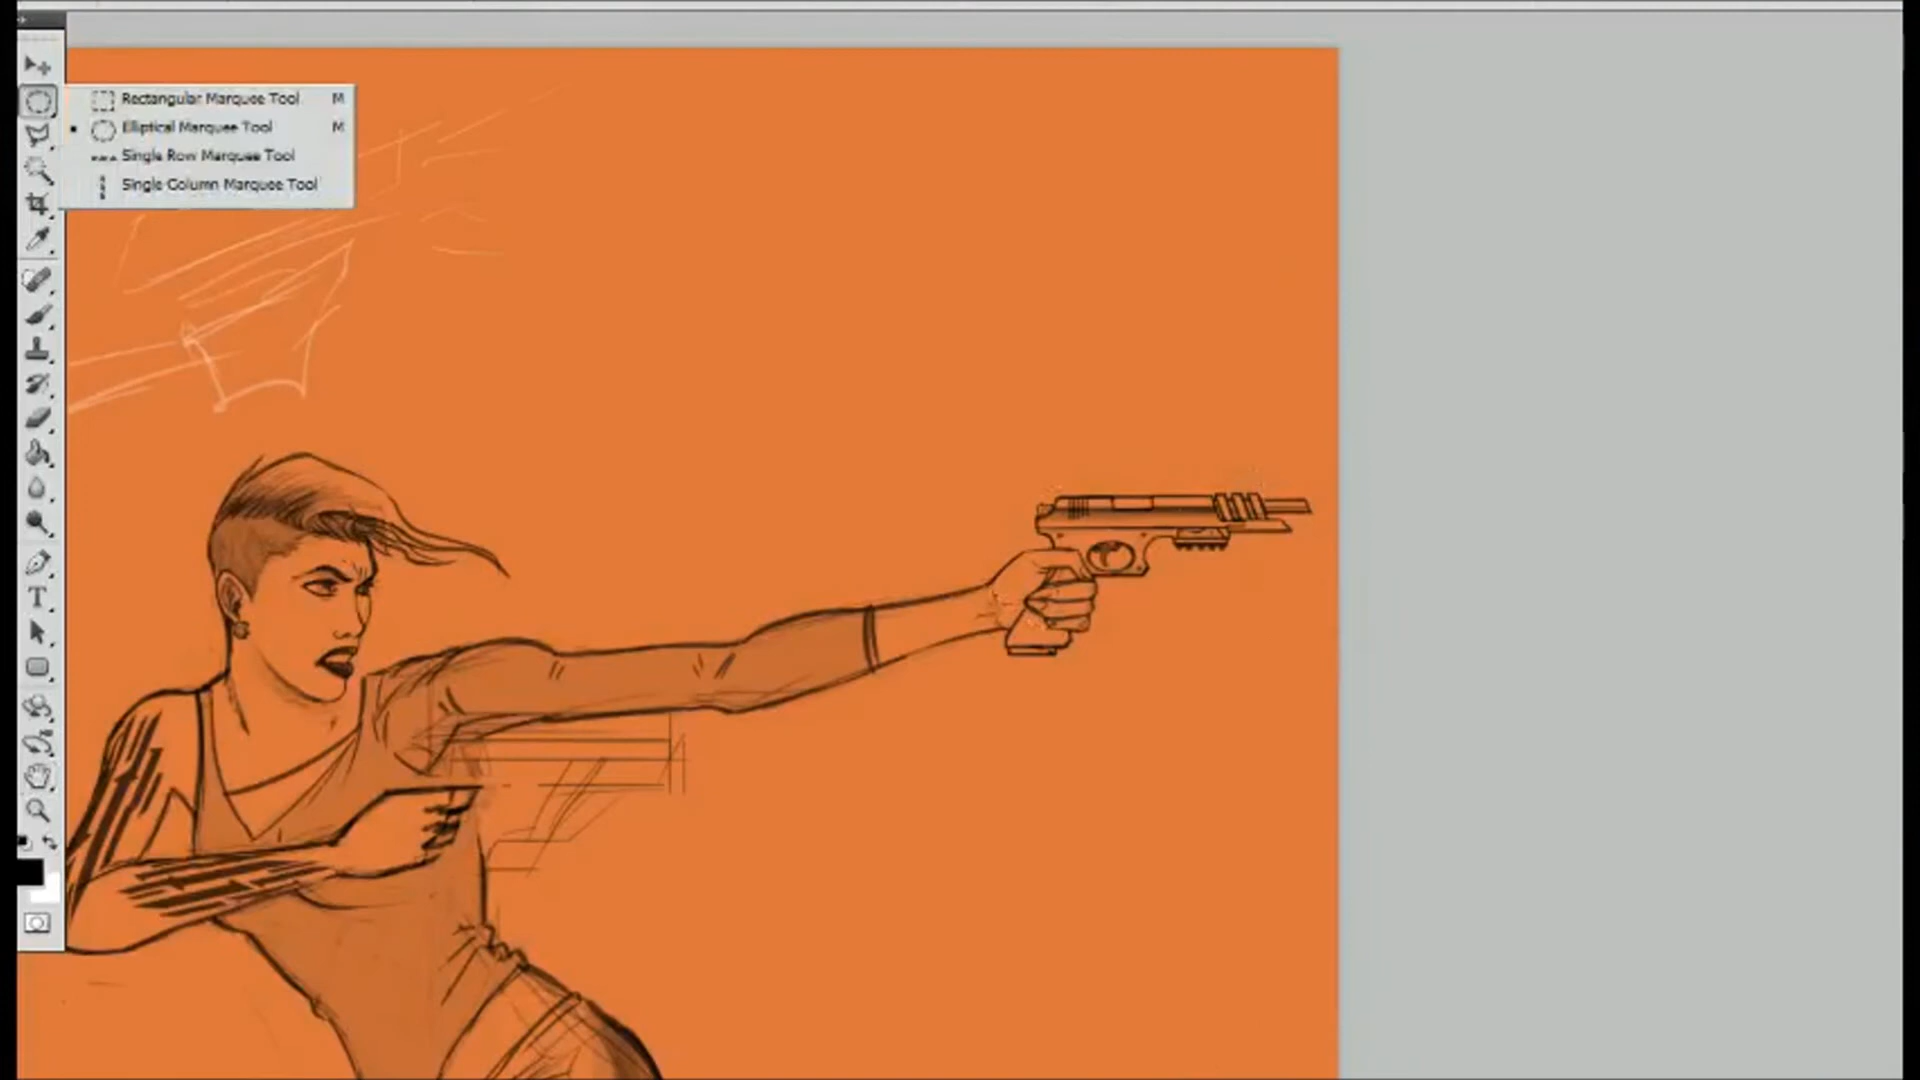 Rectangular Marquee Tool M
Elliptical Marquee Tool M
Single Row Marquee Tool
Single Column Marquee Tool